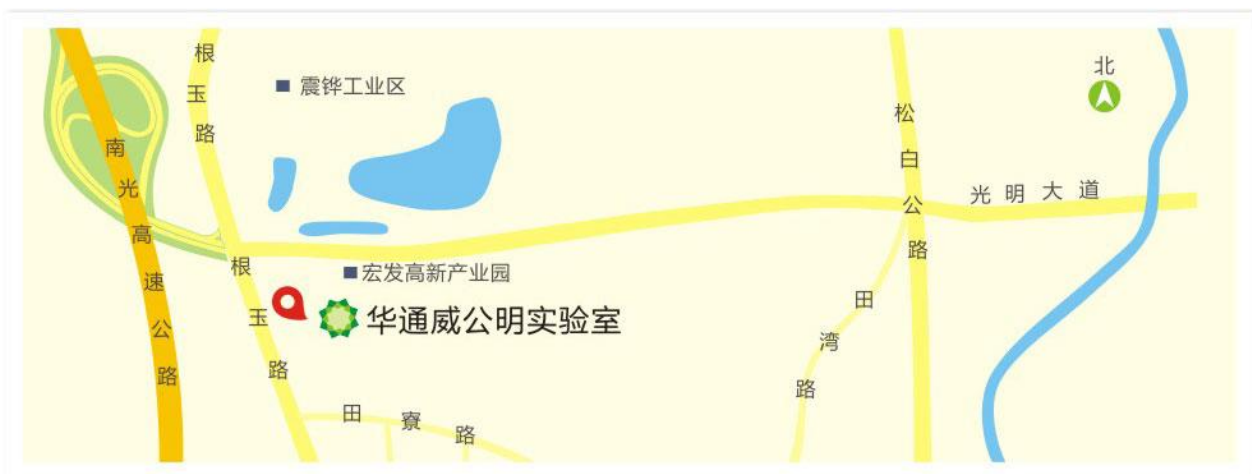 北
根玉路
震铧工业区
松白公路
南光高速公路
光明大道
根玉路
宏发高新产业园
华通威公明实验室
田湾路
田寮路